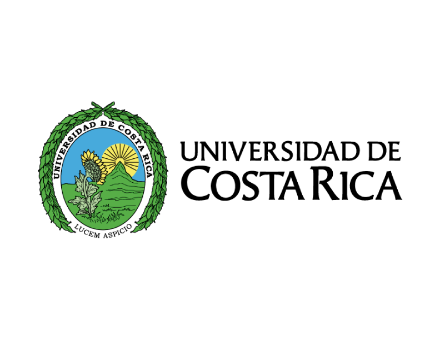 UNIVERSIDAD DE COSTA RICA
LUCEM ASPICIO
UNIVERSIDAD DE
COSTA RICA